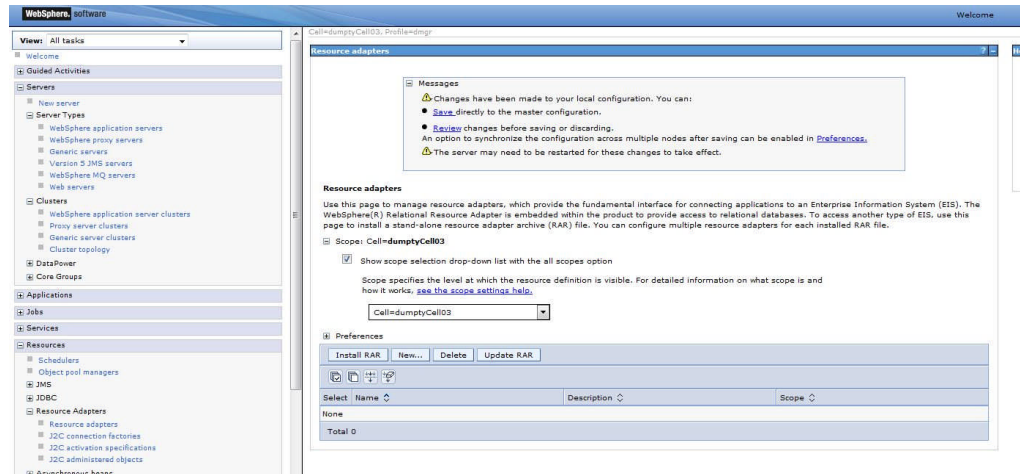 WebSphere. software
Welcome
View: All tasks
Welcome
Guided Activities
Servers
New server
Server Types
WebSphere application servers
WebSphere proxy servers
Generic servers
Version 5 JMS servers
WebSphere MQ servers
Web servers
Clusters
WebSphere application server clusters
Proxy server clusters
Generic server clusters
Cluster topology
DataPower
Core Groups
Applications
Jobs
Services
Resources
Schedulers
Object pool managers
JMS
JDBC
Resource Adapters
Resource adapters
J2C connection factories
J2C activation specifications
J2C administered objects
Asynchronous beans
Cell=dumptyCell03, Profile=dmgr
Resource adapters ? -
Messages
Changes have been made to your local configuration. You can:
Save directly to the master configuration.
Review changes before saving or discarding.
An option to synchronize the configuration across multiple nodes after saving can be enabled in Preferences.
The server may need to be restarted for these changes to take effect.
Resource adapters
Use this page to manage resource adapters, which provide the fundamental interface for connecting applications to an Enterprise Information System (EIS). The
WebSphere(R) Relational Resource Adapter is embedded within the product to provide access to relational databases. To access another type of EIS, use this
page to install a stand-alone resource adapter archive (RAR) file. You can configure multiple resource adapters for each installed RAR file.
Scope: Cell=dumptyCell03
Show scope selection drop-down list with the all scopes option
Scope specifies the level at which the resource definition is visible. For detailed information on what scope is and
how it works, see the scope settings help.
Cell=dumptyCell03
Preferences
Install RAR New... Delete Update RAR
Select Name Description Scope
None
Total 0